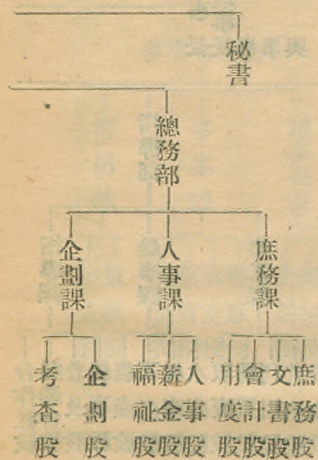 秘書
總務部
庶務課
人事課
企劃課
庶務股
文書股
會計股
用度股
人事股
薪金股
福祉股
企劃股
考查股